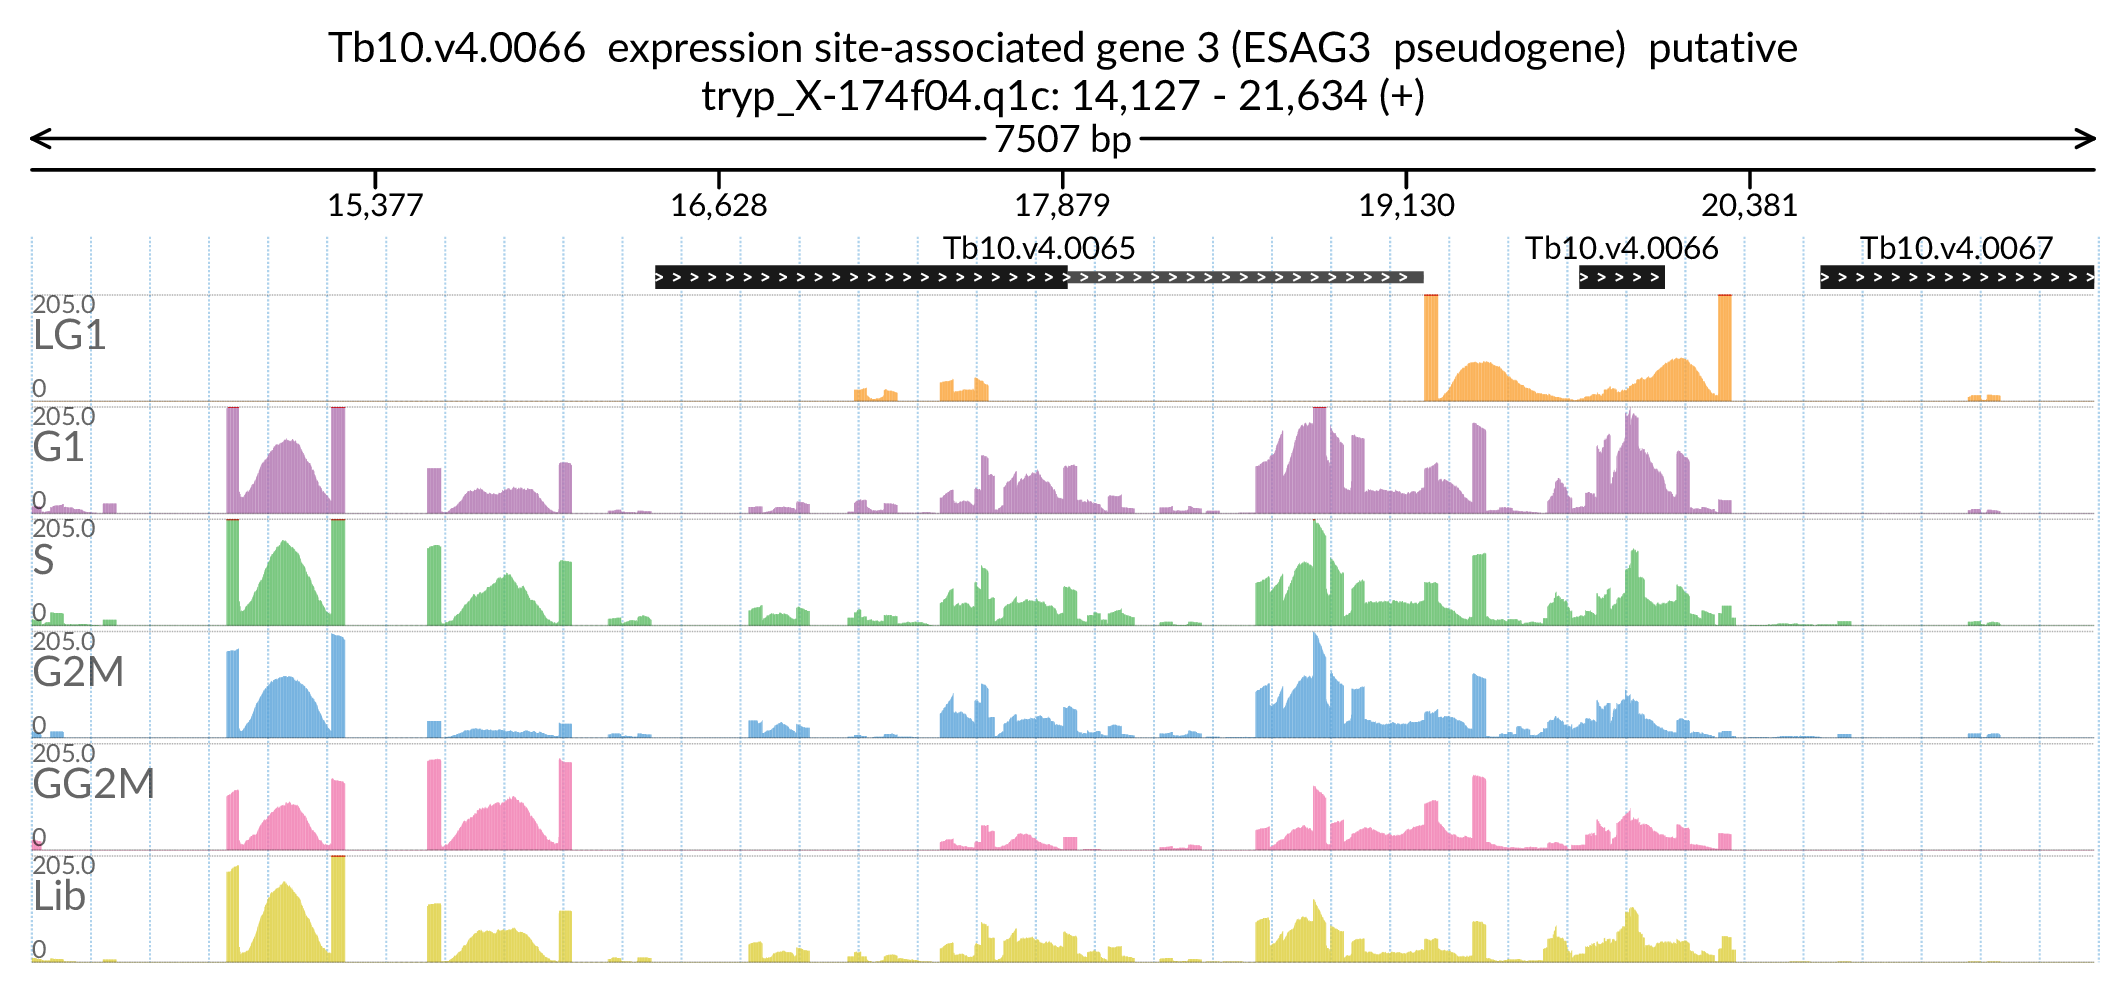 Tb10.v4.0066 expression site-associated gene 3 (ESAG3 pseudogene) putative
tryp_X-174f04.q1c: 14,127 - 21,634 (+)
7507 bp
15,377 16,628 17,879 19,130 20,381
Tb10.v4.0065 Tb10.v4.0066 Tb10.v4.0067
205.0
LG1
0
205.0
G1
0
205.0
S
0
205.0
G2M
0
205.0
GG2M
0
205.0
Lib
0